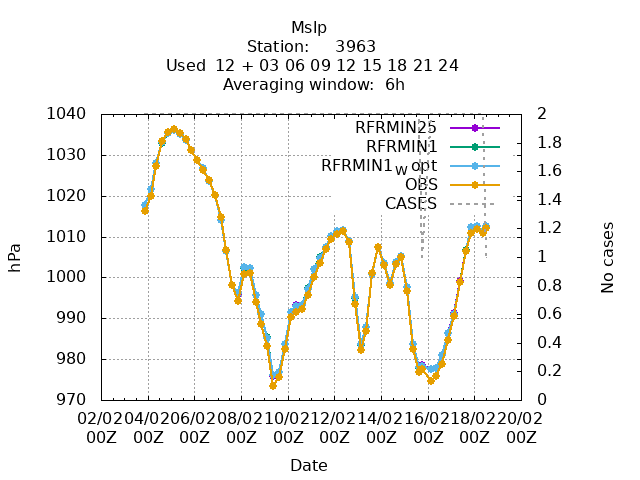 Mslp
Station:     3963
Used  12 + 03 06 09 12 15 18 21 24
Averaging window:  6h
1040
1030
1020
1010
1000
990
980
970
hPa
2
1.8
1.6
1.4
1.2
1
0.8
0.6
0.4
0.2
0
No cases
RFRMIN25
RFRMIN1
RFRMIN1w opt
OBS
CASES
02/02 04/02 06/02 08/02 10/02 12/02 14/02 16/02 18/02 20/02
00Z 00Z 00Z 00Z 00Z 00Z 00Z 00Z 00Z 00Z
Date